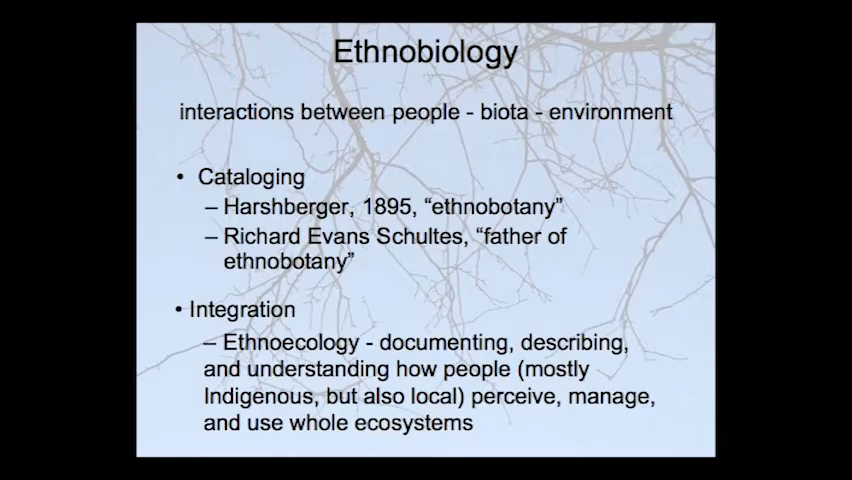 Ethnobiology
interactions between people - biota - environment
• Cataloging
– Harshberger, 1895, “ethnobotany”
– Richard Evans Schultes, “father of
ethnobotany”
• Integration
– Ethnoecology - documenting, describing,
and understanding how people (mostly
Indigenous, but also local) perceive, manage,
and use whole ecosystems